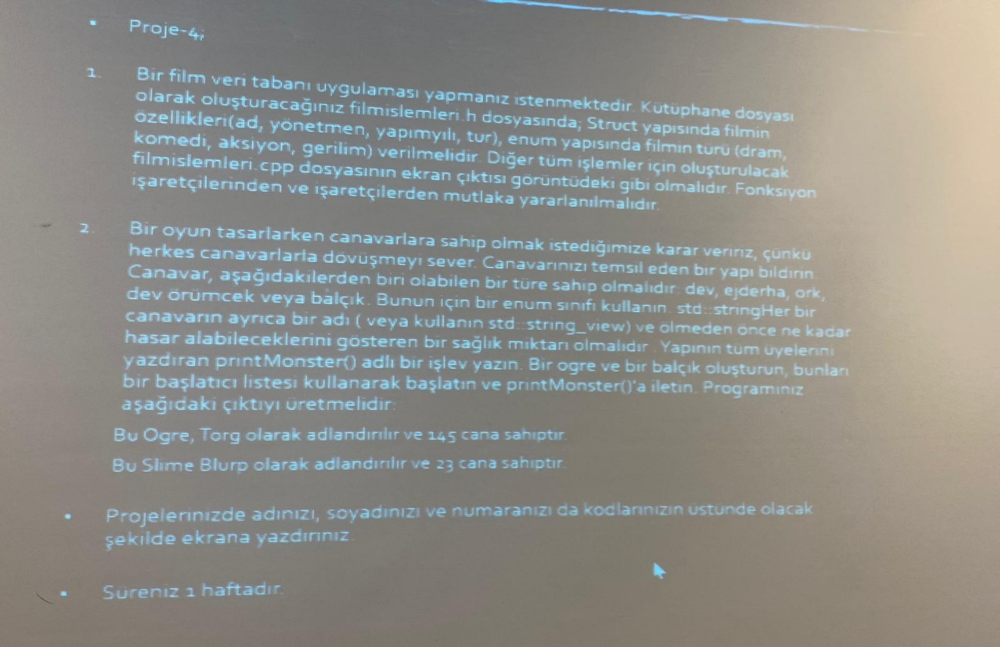 Proje-4;
1. Bir film veri tabanı uygulaması yapmanız istenmektedir. Kütüphane dosyası
olarak oluşturacağınız filmislemleri.h dosyasında; Struct yapısında filmin
özellikleri(ad, yönetmen, yapımyılı, tur), enum yapısında filmin türü (dram,
komedi, aksiyon, gerilim) verilmelidir. Diğer tüm işlemler için oluşturulacak
filmislemleri.cpp dosyasının ekran çıktısı görüntüdeki gibi olmalıdır. Fonksiyon
işaretçilerinden ve işaretçilerden mutlaka yararlanılmalıdır.
2. Bir oyun tasarlarken canavarlara sahip olmak istediğimize karar veririz, çünkü
herkes canavarlarla dövüşmeyi sever. Canavarınızı temsil eden bir yapı bildirin.
Canavar, aşağıdakilerden biri olabilen bir türe sahip olmalıdır: dev, ejderha, ork,
dev örümcek veya balçık. Bunun için bir enum sınıfı kullanın. std::stringHer bir
canavarın ayrıca bir adı ( veya kullanın std::string_view) ve ölmeden önce ne kadar
hasar alabileceklerini gösteren bir sağlık miktarı olmalıdır. Yapının tüm üyelerini
yazdıran printMonster() adlı bir işlev yazın. Bir ogre ve bir balçık oluşturun, bunları
bir başlatıcı listesi kullanarak başlatın ve printMonster()'a iletin. Programınız
aşağıdaki çıktıyı üretmelidir:
Bu Ogre, Torg olarak adlandırılır ve 145 cana sahiptir.
Bu Slime Blurp olarak adlandırılır ve 23 cana sahiptir.
• Projelerinizde adınızı, soyadınızı ve numaranızı da kodlarınızın üstünde olacak
şekilde ekrana yazdırınız.
• Süreniz 1 haftadır.